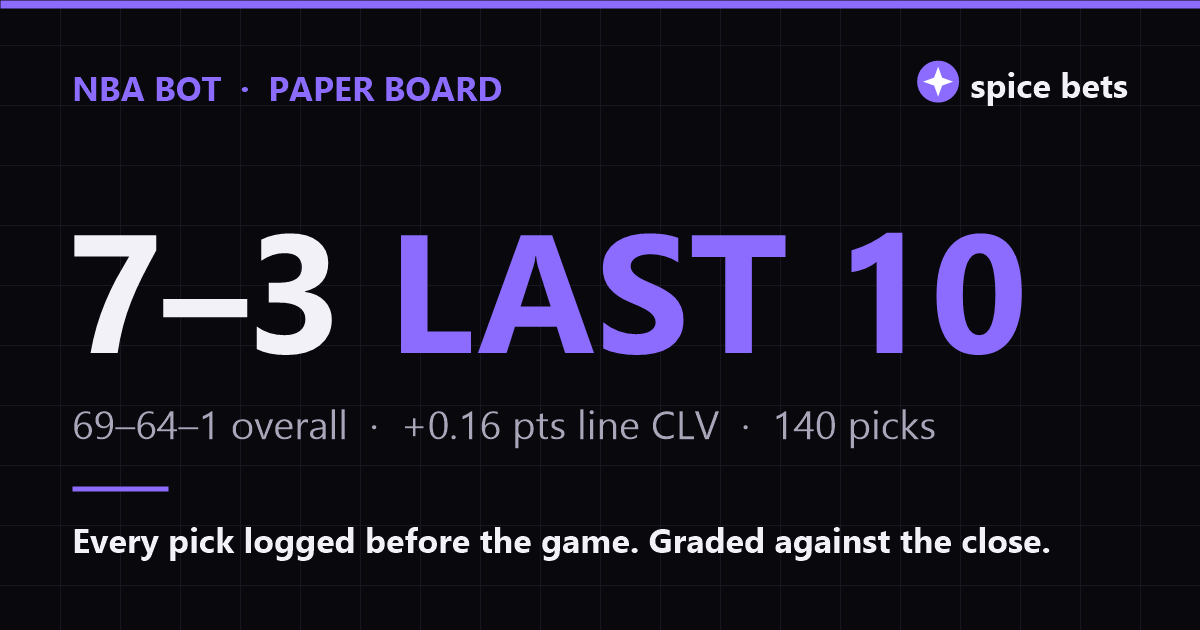 NBA BOT · PAPER BOARD
spice bets
7–3 LAST 10
69–64–1 overall · +0.16 pts line CLV · 140 picks
Every pick logged before the game. Graded against the close.